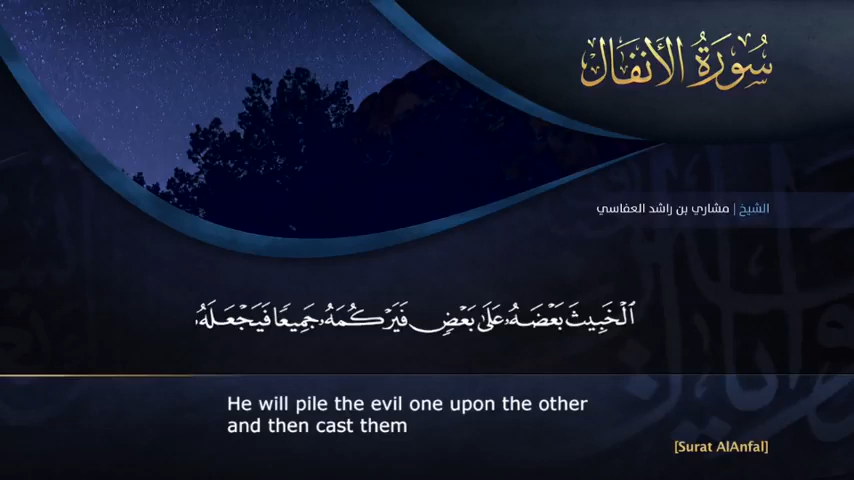 سُورَةُ الأَنفَال
الشيخ | مشاري بن راشد العفاسي
ٱلْخَبِيثَ بَعْضَهُۥ عَلَىٰ بَعْضٍ فَيَرْكُمَهُۥ جَمِيعًا فَيَجْعَلَهُۥ
He will pile the evil one upon the other
and then cast them
[Surat AlAnfal]